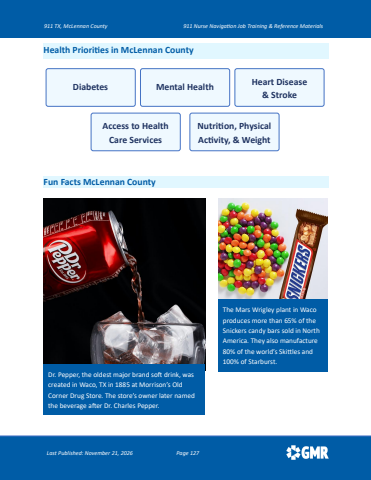 911 TX, McLennan County 911 Nurse Navigation Job Training & Reference Materials
Health Priorities in McLennan County
Diabetes
Mental Health
Heart Disease
& Stroke
Access to Health
Care Services
Nutrition, Physical
Activity, & Weight
Fun Facts McLennan County
Dr Pepper
SNICKERS
The Mars Wrigley plant in Waco
produces more than 65% of the
Snickers candy bars sold in North
America. They also manufacture
80% of the world's Skittles and
100% of Starburst.
Dr. Pepper, the oldest major brand soft drink, was
created in Waco, TX in 1885 at Morrison's Old
Corner Drug Store. The store's owner later named
the beverage after Dr. Charles Pepper.
Last Published: November 21, 2026 Page 127
GMR